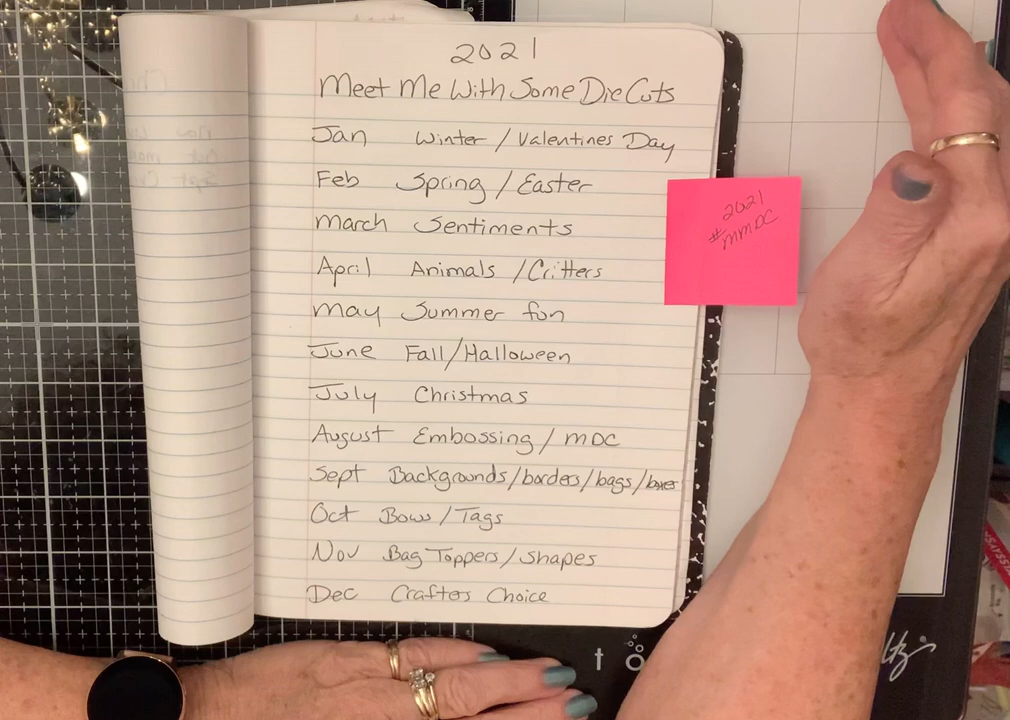 2021
Meet Me With Some Die Cuts
Jan Winter / Valentines Day
Feb Spring / Easter
March Sentiments
April Animals / Critters
May Summer fun
June Fall/Halloween
July Christmas
August Embossing / MDC
Sept Backgrounds/borders/bags/boxes
Oct Bows / Tags
Nov Bag Toppers / shapes
Dec Crafters Choice
2021
#MMDC